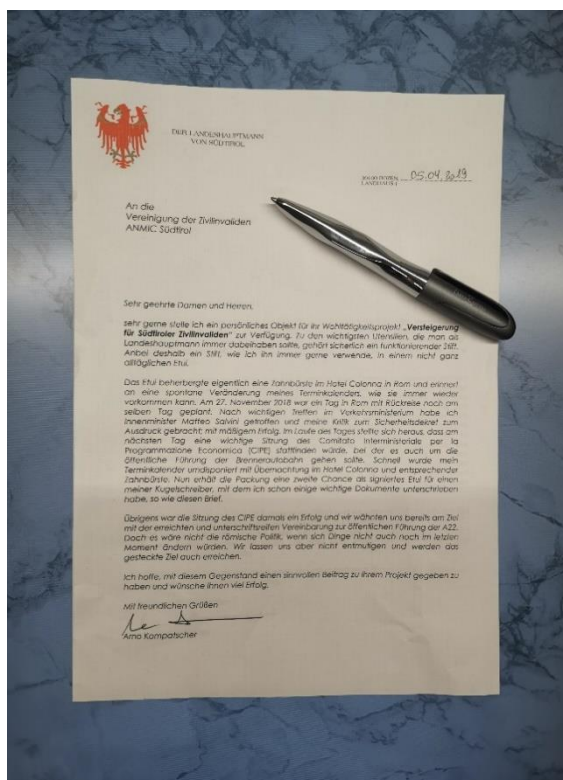 DER LANDESHAUPTMANN
VON SÜDTIROL
39100 BOZEN, 05.04.2019
LANDHAUS 1
An die
Vereinigung der Zivilinvaliden
ANMIC Südtirol
Sehr geehrte Damen und Herren,
sehr gerne stelle ich ein persönliches Objekt für ihr Wohltätigkeitsprojekt „Versteigerung
für Südtiroler Zivilinvaliden" zur Verfügung. Zu den wichtigsten Utensilien, die man als
Landeshauptmann immer dabeihaben sollte, gehört sicherlich ein funktionierender Stift.
Anbei deshalb ein Stift, wie ich ihn immer gerne verwende, in einem nicht ganz
alltäglichen Etui.
Das Etui beherbergte eigentlich eine Zahnbürste im Hotel Colonna in Rom und erinnert
an eine spontane Veränderung meines Terminkalenders, wie sie immer wieder
vorkommen kann. Am 27. November 2018 war ein Tag in Rom mit Rückreise noch am
selben Tag geplant. Nach wichtigen Treffen im Verkehrsministerium habe ich
Innenminister Matteo Salvini getroffen und meine Kritik zum Sicherheitsdekret zum
Ausdruck gebracht; mit mäßigem Erfolg. Im Laufe des Tages stellte sich heraus, dass am
nächsten Tag eine wichtige Sitzung des Comitato Interministeriale per la
Programmazione Economica (CIPE) stattfinden würde, bei der es auch um die
öffentliche Führung der Brennerautobahn gehen sollte. Schnell wurde mein
Terminkalender umdisponiert mit Übernachtung im Hotel Colonna und entsprechender
Zahnbürste. Nun erhält die Packung eine zweite Chance als signiertes Etui für einen
meiner Kugelschreiber, mit dem ich schon einige wichtige Dokumente unterschrieben
habe, so wie diesen Brief.
Übrigens war die Sitzung des CIPE damals ein Erfolg und wir wähnten uns bereits am Ziel
mit der erreichten und unterschriftsreifen Vereinbarung zur öffentlichen Führung der A22.
Doch es wäre nicht die römische Politik, wenn sich Dinge nicht auch noch im letzten
Moment ändern würden. Wir lassen uns aber nicht entmutigen und werden das
gesteckte Ziel auch erreichen.
Ich hoffe, mit diesem Gegenstand einen sinnvollen Beitrag zu ihrem Projekt gegeben zu
haben und wünsche Ihnen viel Erfolg.
Mit freundlichen Grüßen
Arno Kompatscher